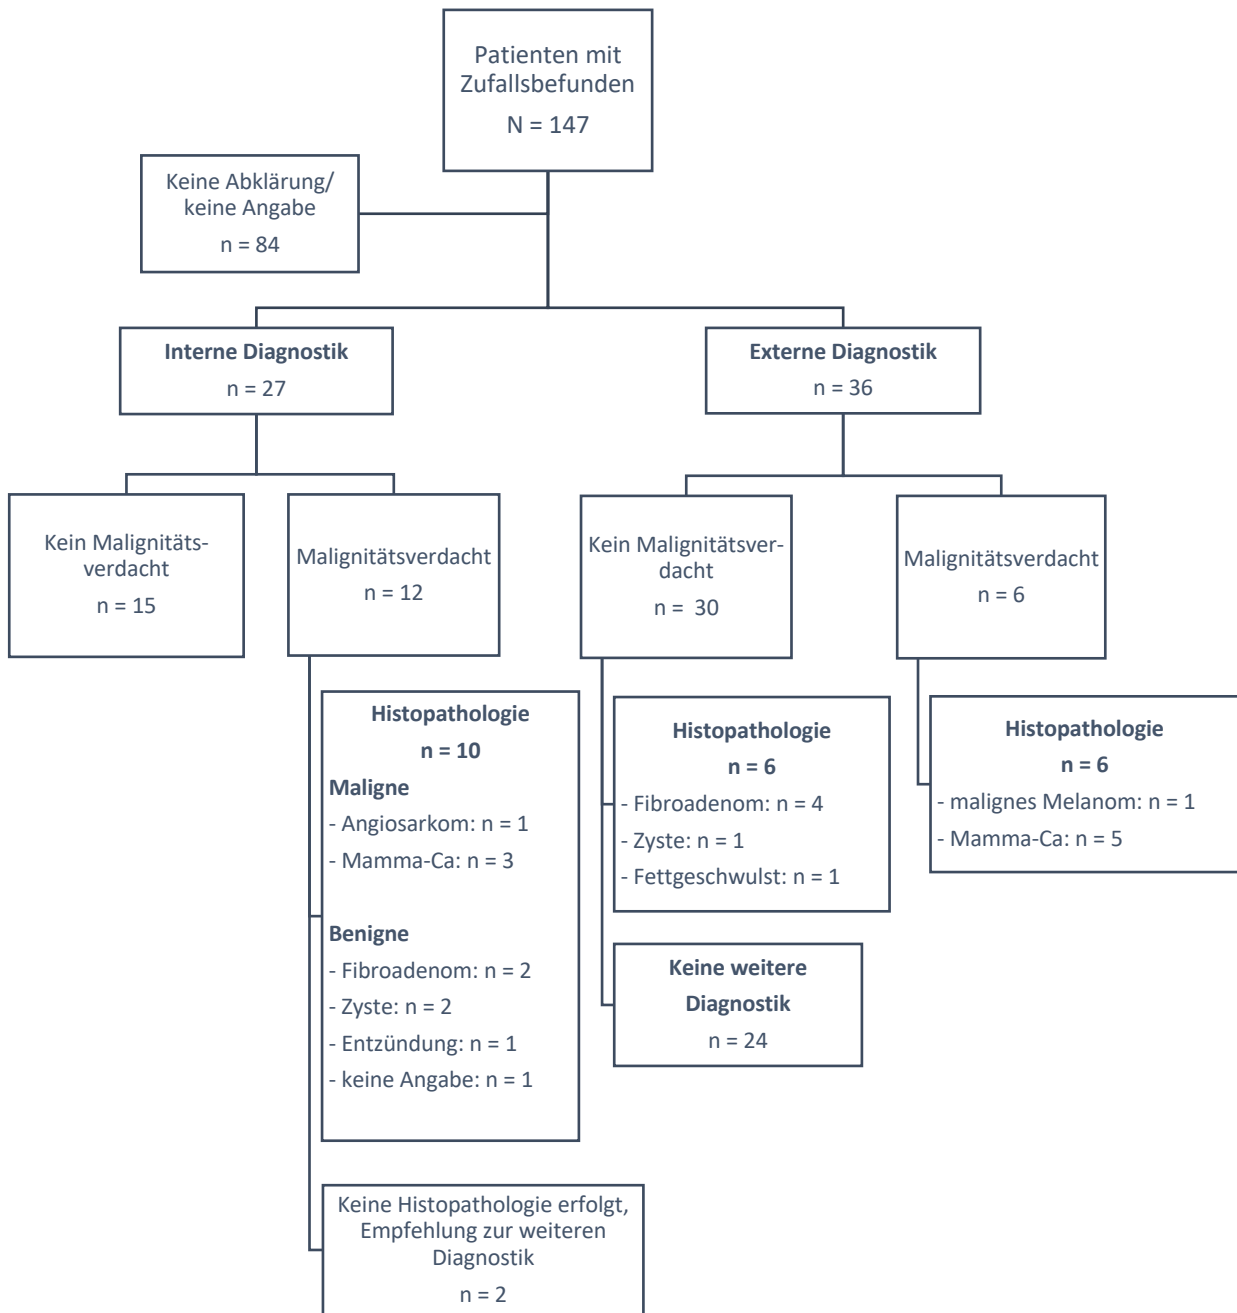 Patienten mit
Zufallsbefunden
N = 147
Keine Abklärung/
keine Angabe
n = 84
Interne Diagnostik
n = 27
Externe Diagnostik
n = 36
Kein Malignitäts-
verdacht
n = 15
Malignitätsverdacht
n = 12
Kein Malignitätsver-
dacht
n =  30
Malignitätsverdacht
n = 6
Histopathologie
n = 10
Maligne
- Angiosarkom: n = 1
- Mamma-Ca: n = 3
Benigne
- Fibroadenom: n = 2
- Zyste: n = 2
- Entzündung: n = 1
- keine Angabe: n = 1
Keine Histopathologie erfolgt,
Empfehlung zur weiteren
Diagnostik
n = 2
Histopathologie
n = 6
- Fibroadenom: n = 4
- Zyste: n = 1
- Fettgeschwulst: n = 1
Keine weitere
Diagnostik
n = 24
Histopathologie
n = 6
- malignes Melanom: n = 1
- Mamma-Ca: n = 5